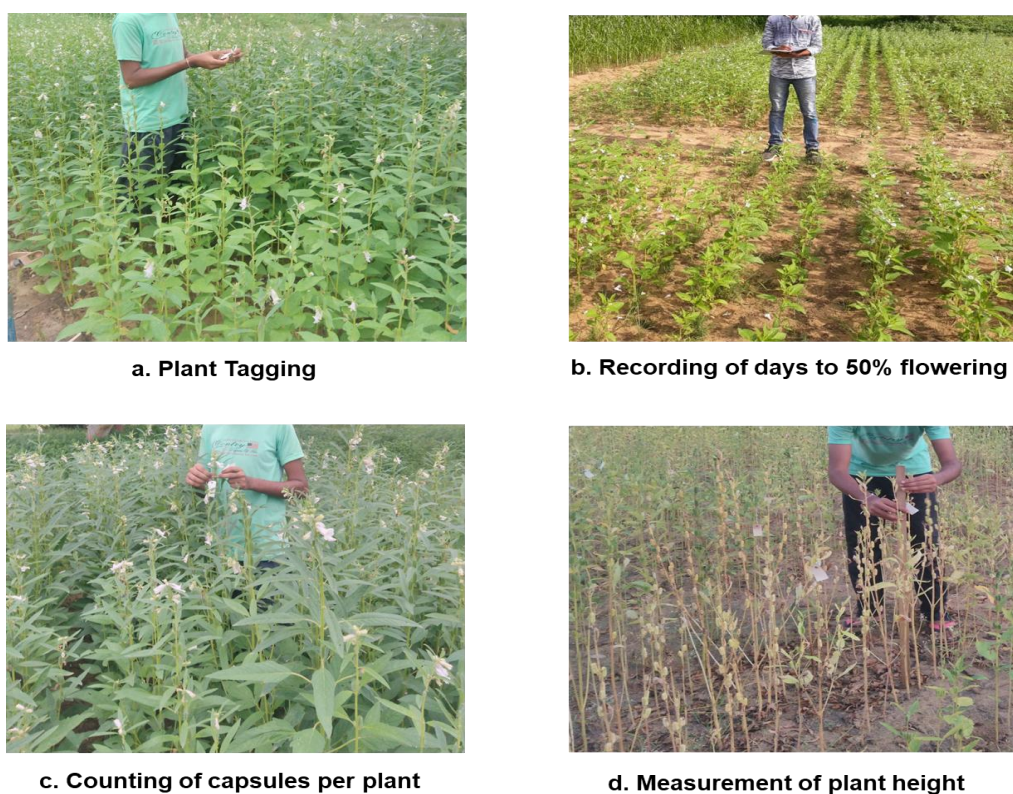 a. Plant Tagging
b. Recording of days to 50% flowering
c. Counting of capsules per plant
d. Measurement of plant height